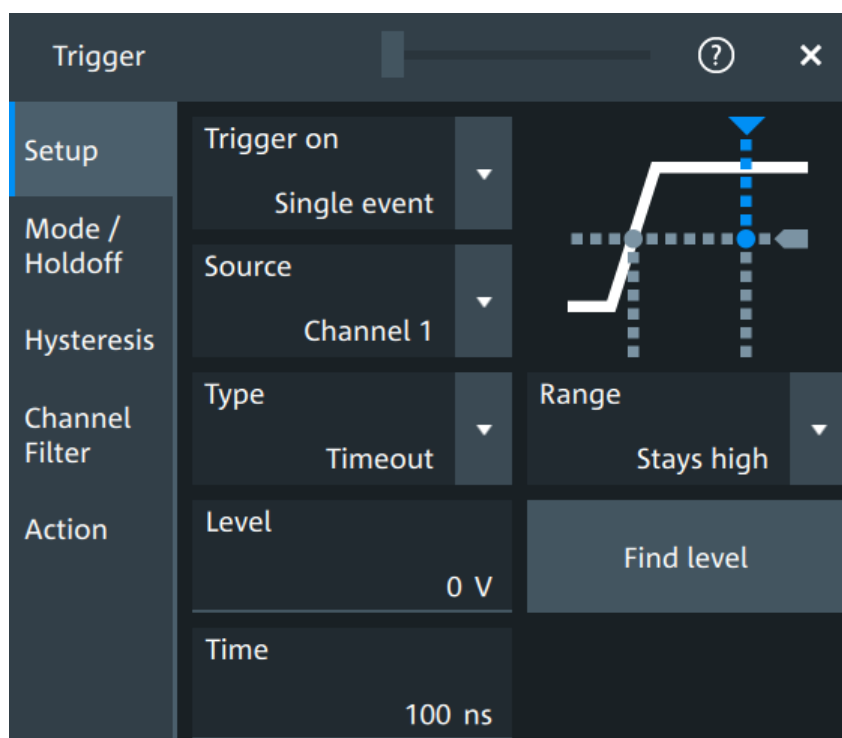 Trigger
?
Setup
Mode /
Holdoff
Hysteresis
Channel
Filter
Action
Trigger on
Single event
Source
Channel 1
Type
Timeout
Range
Stays high
Level
0 V
Find level
Time
100 ns